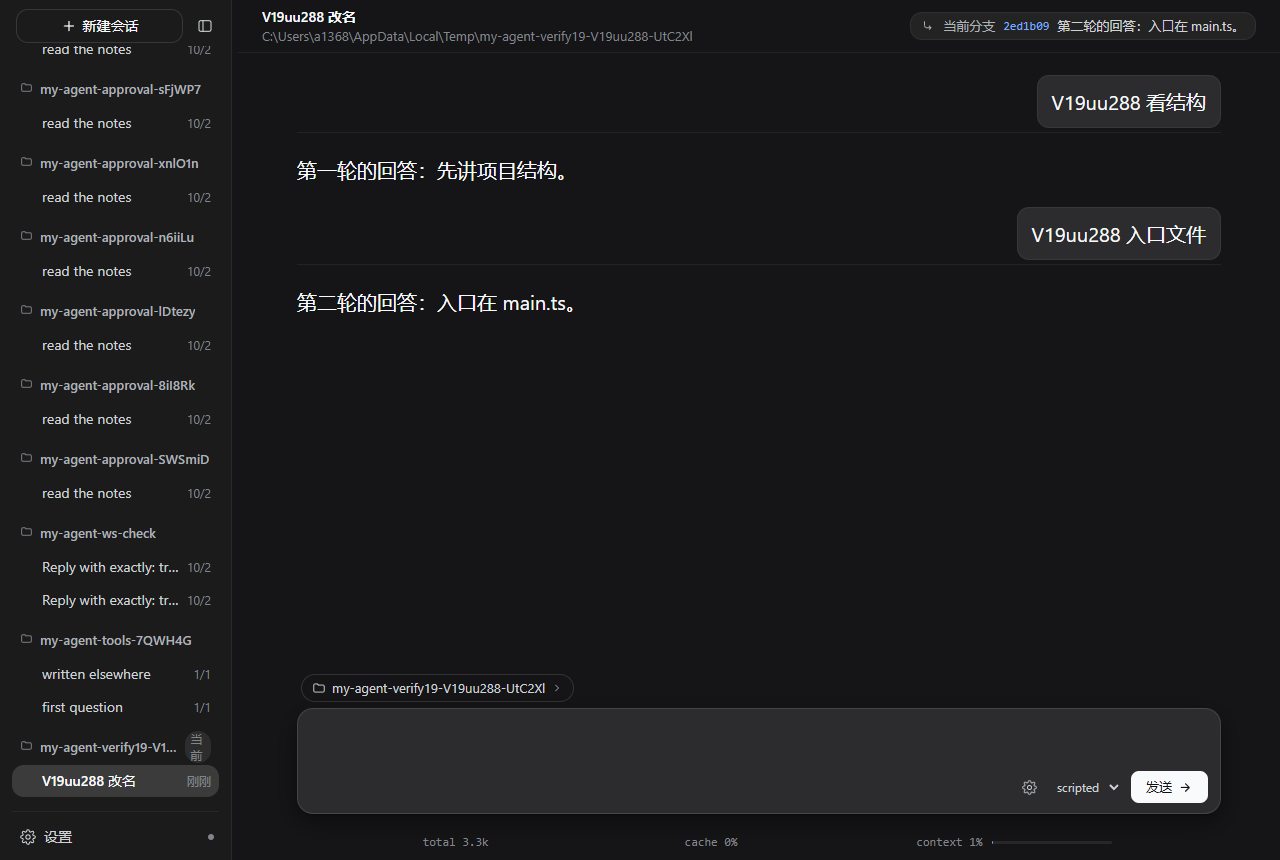 新建会话
read the notes 10/2
my-agent-approval-sFjWP7
read the notes 10/2
my-agent-approval-xnlO1n
read the notes 10/2
my-agent-approval-n6iiLu
read the notes 10/2
my-agent-approval-lDtezy
read the notes 10/2
my-agent-approval-8iI8Rk
read the notes 10/2
my-agent-approval-SWSmiD
read the notes 10/2
my-agent-ws-check
Reply with exactly: tr... 10/2
Reply with exactly: tr... 10/2
my-agent-tools-7QWH4G
written elsewhere 1/1
first question 1/1
my-agent-verify19-V1... 当前
V19uu288 改名 刚刚
设置
V19uu288 改名
C:\Users\a1368\AppData\Local\Temp\my-agent-verify19-V19uu288-UtC2Xl
当前分支 2ed1b09 第二轮的回答：入口在 main.ts。
V19uu288 看结构
第一轮的回答：先讲项目结构。
V19uu288 入口文件
第二轮的回答：入口在 main.ts。
my-agent-verify19-V19uu288-UtC2Xl
scripted 发送 →
total 3.3k cache 0% context 1%